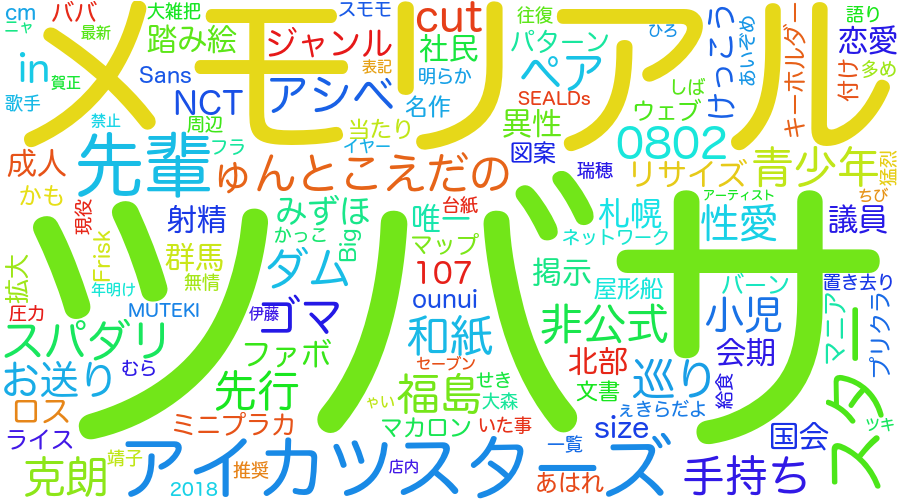 cm
ババ
大雑把
スモモ
cut
往復
ひろ
けっこう
あいぞめ
キーホルダー
語り
ニャ
最新
踏み絵
ジャンル
社民
パターン
恋愛
メモリアル
in
賀正
Sans
表記
明らか
ペア
しば
付け
多め
歌手
NCT
アシベ
名作
SEALDs
ウェブ
禁止
周辺
当たり
異性
0802
フラ
イヤー
図案
成人
先輩
ゅんとこえだの
瑞穂
リサイズ
青少年
猛烈
かも
現役
射精
みずほ
唯一
台紙
札幌
アーティスト
ちび
性愛
議員
かっこ
Big
マップ
ネットワーク
Frisk
群馬
ツバサ
拡大
無情
ダム
107
掲示
屋形船
バーン
置き去り
年明け
圧力
MUTEKI
伊藤
ゴマ
ounui
非公式
小児
マニア
プリクラ
スパダリ
ファボ
和紙
北部
会期
むら
セーブン
お送り
先行
福島
せき
文書
巡り
給食
スター
ゃい
大森
ロス
ミニプラカ
マカロン
いた事
ぇきらだよ
size
ツキ
ライス
一覧
国会
克朗
靖子
アイカツスターズ
推奨
店内
あはれ
手持ち
2018